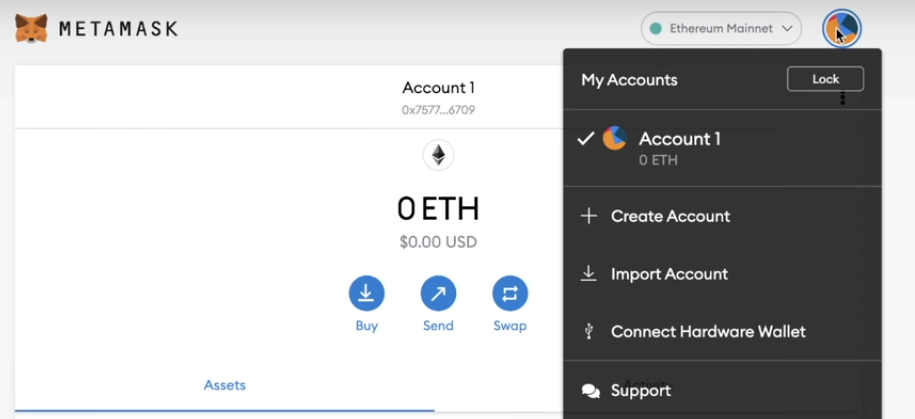 METAMASK
Ethereum Mainnet
Account 1
0x7577...6709
0 ETH
$0.00 USD
Buy
Send
Swap
Assets
Activity
My Accounts
Lock
Account 1
0 ETH
Create Account
Import Account
Connect Hardware Wallet
Support